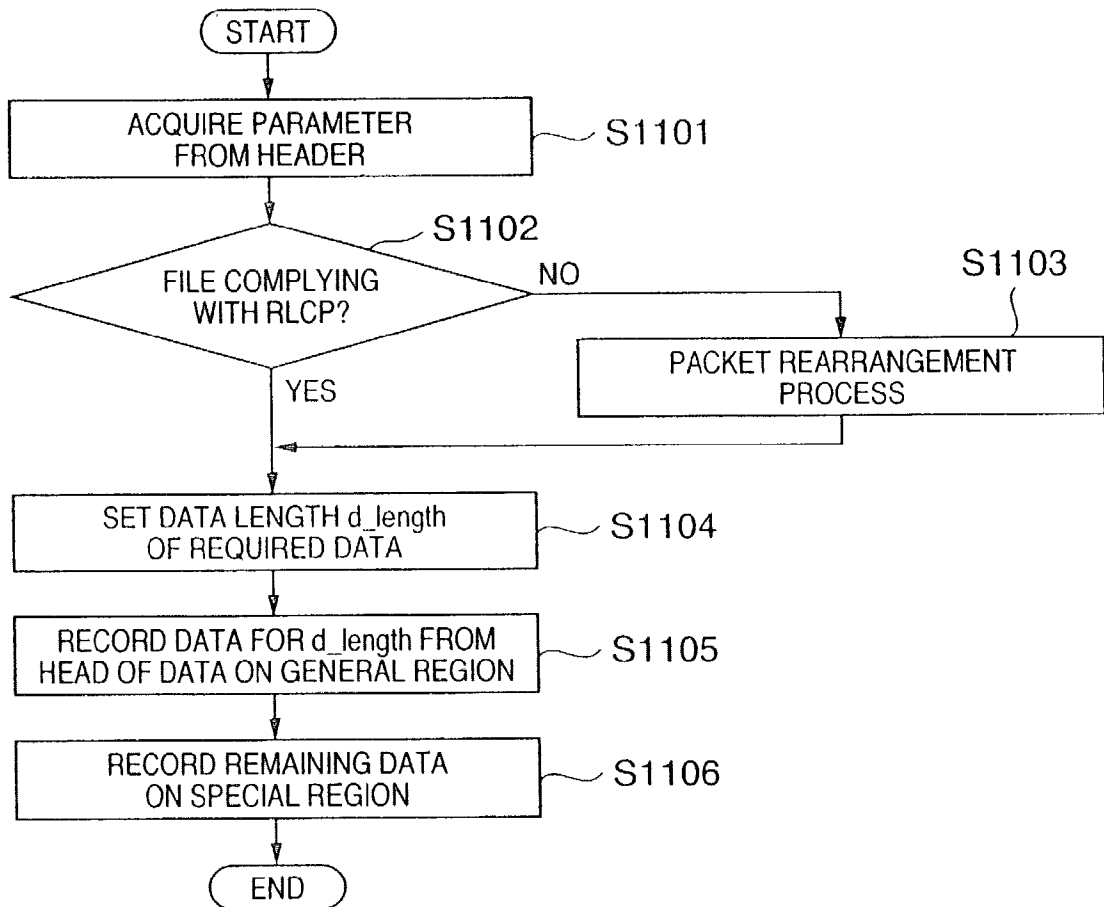 START
ACQUIRE PARAMETER
FROM HEADER
S1101
S1102
FILE COMPLYING
WITH RLCP?
NO
S1103
PACKET REARRANGEMENT
PROCESS
YES
SET DATA LENGTH d_length
OF REQUIRED DATA
S1104
RECORD DATA FOR d_length FROM
HEAD OF DATA ON GENERAL REGION
S1105
RECORD REMAINING DATA
ON SPECIAL REGION
S1106
END